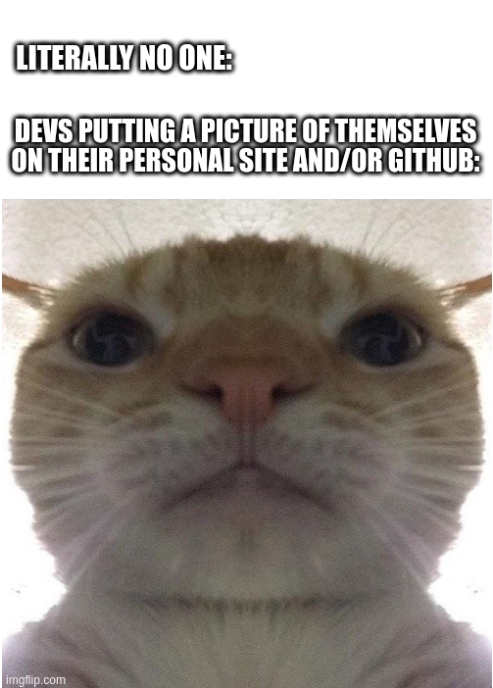 LITERALLY NO ONE:
DEVS PUTTING A PICTURE OF THEMSELVES
ON THEIR PERSONAL SITE AND/OR GITHUB:
imgflip.com